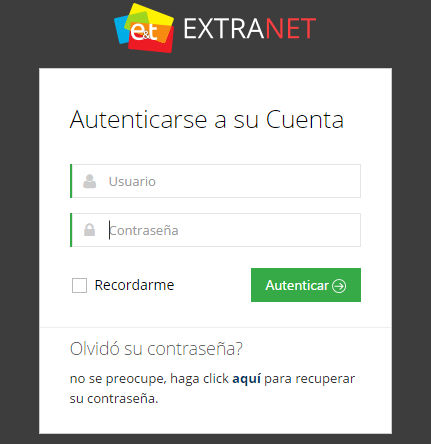 e&t EXTRANET
Autenticarse a su Cuenta
Usuario
Contraseña
Recordarme
Autenticar
Olvidó su contraseña?
no se preocupe, haga click aquí para recuperar
su contraseña.